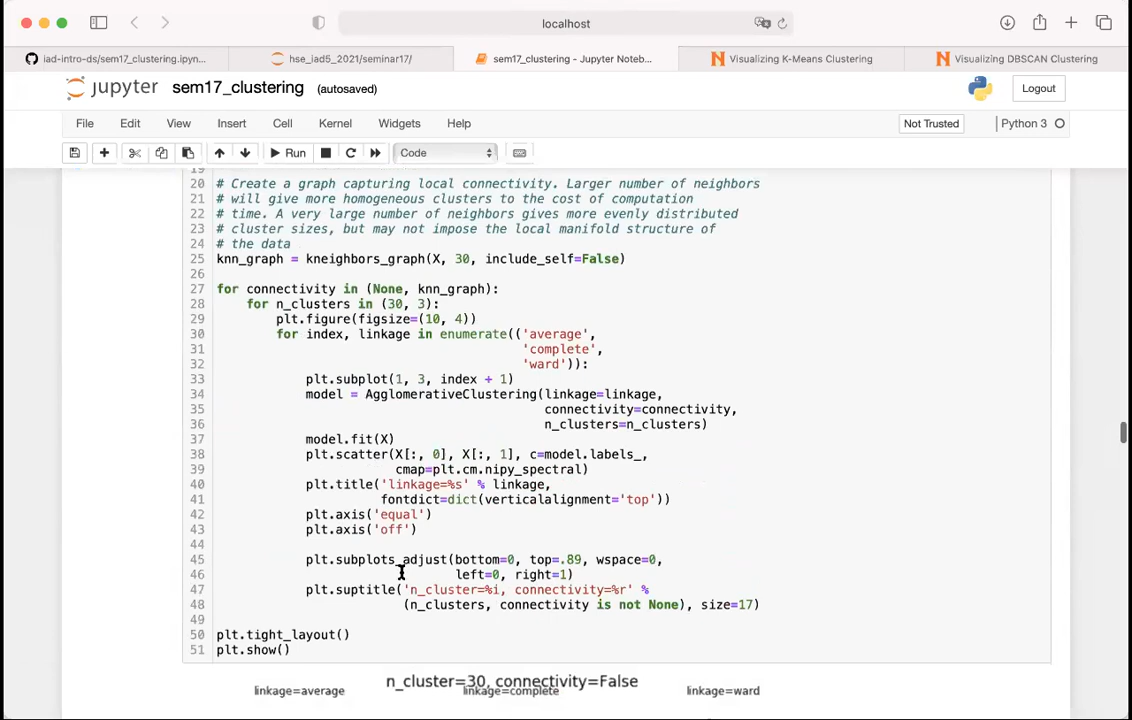 localhost
iad-intro-ds/sem17_clustering.ipyn...
hse_iad5_2021/seminar17/
sem17_clustering - Jupyter Noteb...
Visualizing K-Means Clustering
Visualizing DBSCAN Clustering
jupyter sem17_clustering (autosaved)
Logout
File Edit View Insert Cell Kernel Widgets Help
Not Trusted
Python 3
Run
Code
19
20 # Create a graph capturing local connectivity. Larger number of neighbors
21 # will give more homogeneous clusters to the cost of computation
22 # time. A very large number of neighbors gives more evenly distributed
23 # cluster sizes, but may not impose the local manifold structure of
24 # the data
25 knn_graph = kneighbors_graph(X, 30, include_self=False)
26
27 for connectivity in (None, knn_graph):
28 for n_clusters in (30, 3):
29 plt.figure(figsize=(10, 4))
30 for index, linkage in enumerate(('average',
31 'complete',
32 'ward')):
33 plt.subplot(1, 3, index + 1)
34 model = AgglomerativeClustering(linkage=linkage,
35 connectivity=connectivity,
36 n_clusters=n_clusters)
37 model.fit(X)
38 plt.scatter(X[:, 0], X[:, 1], c=model.labels_,
39 cmap=plt.cm.nipy_spectral)
40 plt.title('linkage=%s' % linkage,
41 fontdict=dict(verticalalignment='top'))
42 plt.axis('equal')
43 plt.axis('off')
44
45 plt.subplots_adjust(bottom=0, top=.89, wspace=0,
46 left=0, right=1)
47 plt.suptitle('n_cluster=%i, connectivity=%r' %
48 (n_clusters, connectivity is not None), size=17)
49
50 plt.tight_layout()
51 plt.show()
n_cluster=30, connectivity=False
linkage=average linkage=complete linkage=ward